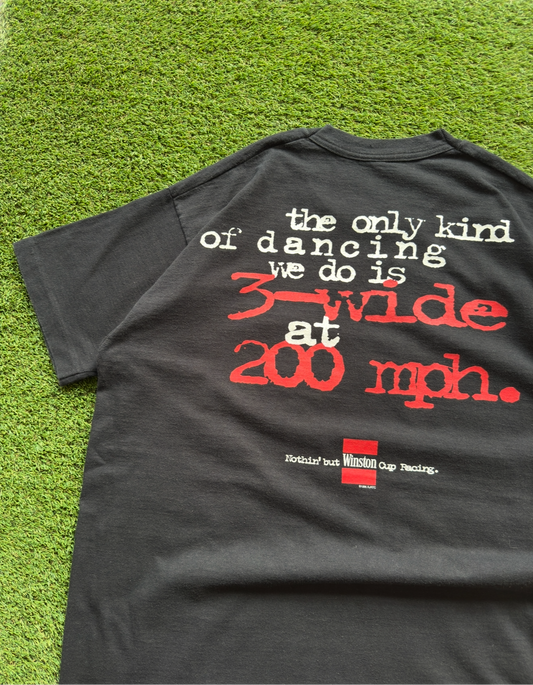 the only kind
of dancing
we do is
3-wide
at
200 mph.
Nothin' but Winston Cup Racing.